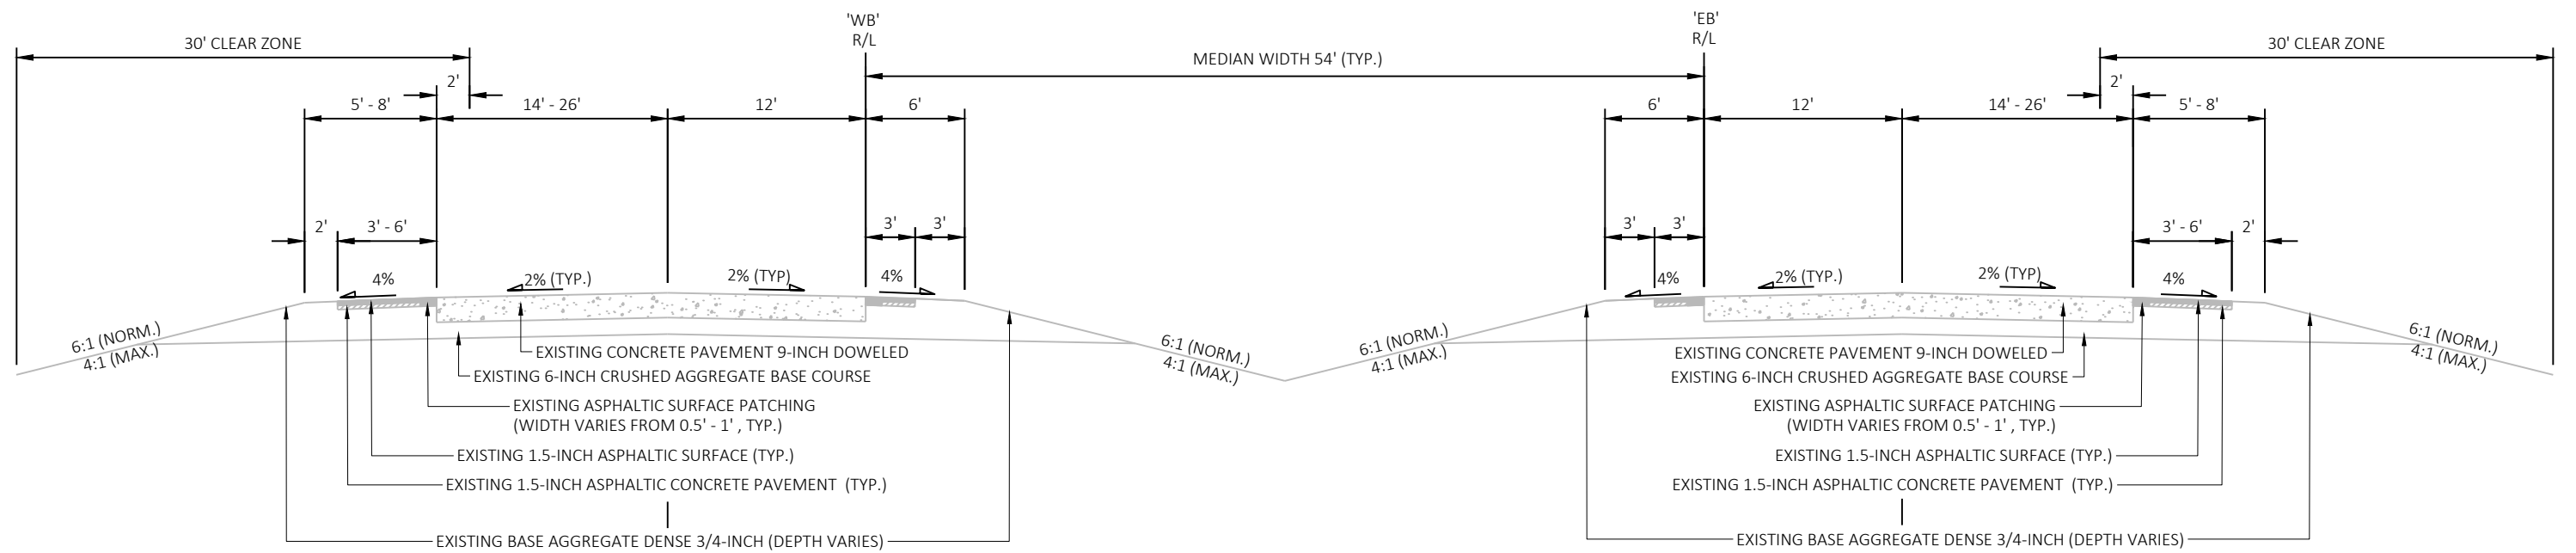 'WB'
R/L
'EB'
R/L
30' CLEAR ZONE
MEDIAN WIDTH 54' (TYP.)
30' CLEAR ZONE
2'
2'
5' - 8'
14' - 26'
12'
6'
6'
12'
14' - 26'
5' - 8'
2'
3' - 6'
3'
3'
3'
3'
3' - 6'
2'
4%
2% (TYP.)
2% (TYP)
4%
4%
2% (TYP.)
2% (TYP)
4%
6:1 (NORM.)
4:1 (MAX.)
6:1 (NORM.)
4:1 (MAX.)
6:1 (NORM.)
4:1 (MAX.)
6:1 (NORM.)
4:1 (MAX.)
EXISTING CONCRETE PAVEMENT 9-INCH DOWELED
EXISTING 6-INCH CRUSHED AGGREGATE BASE COURSE
EXISTING ASPHALTIC SURFACE PATCHING
(WIDTH VARIES FROM 0.5' - 1' , TYP.)
EXISTING 1.5-INCH ASPHALTIC SURFACE (TYP.)
EXISTING 1.5-INCH ASPHALTIC CONCRETE PAVEMENT (TYP.)
EXISTING BASE AGGREGATE DENSE 3/4-INCH (DEPTH VARIES)
EXISTING CONCRETE PAVEMENT 9-INCH DOWELED
EXISTING 6-INCH CRUSHED AGGREGATE BASE COURSE
EXISTING ASPHALTIC SURFACE PATCHING
(WIDTH VARIES FROM 0.5' - 1' , TYP.)
EXISTING 1.5-INCH ASPHALTIC SURFACE (TYP.)
EXISTING 1.5-INCH ASPHALTIC CONCRETE PAVEMENT (TYP.)
EXISTING BASE AGGREGATE DENSE 3/4-INCH (DEPTH VARIES)